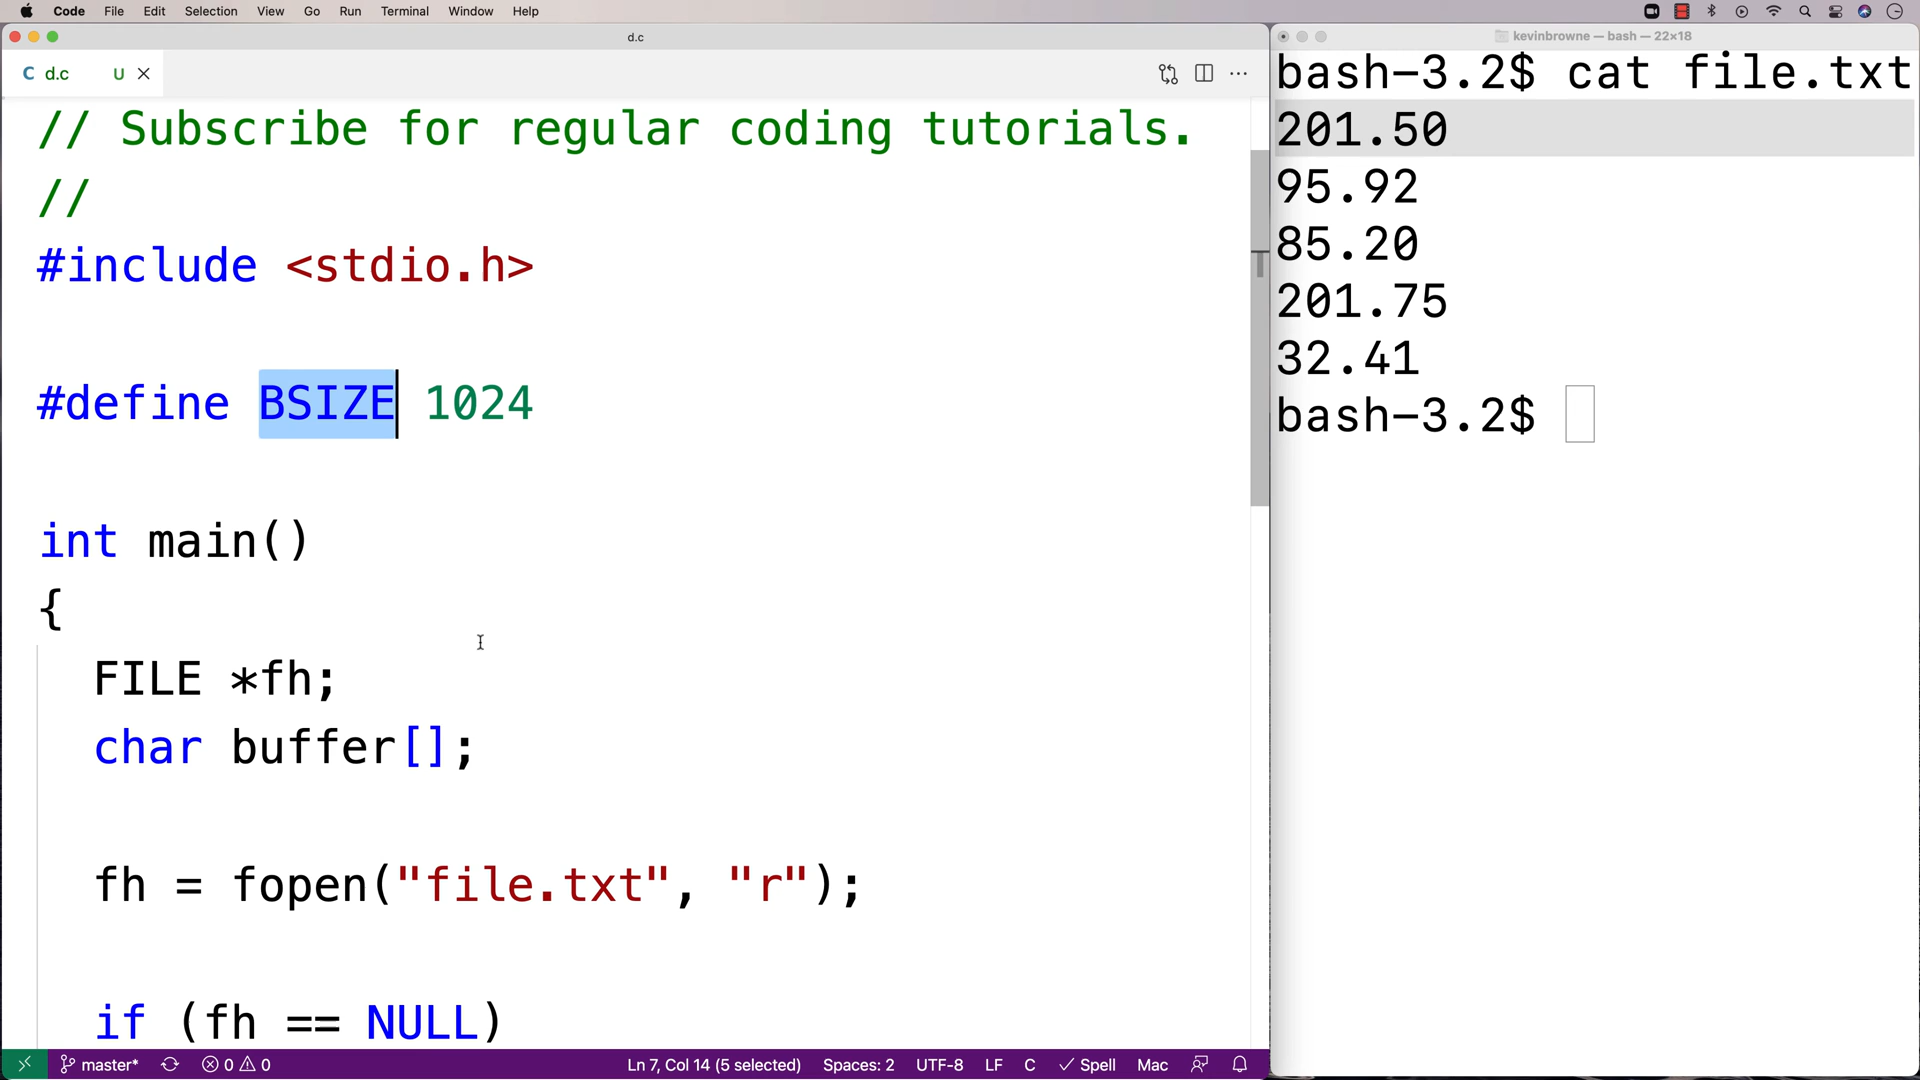 Code File Edit Selection View Go Run Terminal Window Help
d.c
C d.c U
// Subscribe for regular coding tutorials.
//
#include <stdio.h>
#define BSIZE 1024
int main()
{
FILE *fh;
char buffer[];
fh = fopen("file.txt", "r");
if (fh == NULL)
master* 0 0 Ln 7, Col 14 (5 selected) Spaces: 2 UTF-8 LF C Spell Mac
kevinbrowne — bash — 22×18
bash-3.2$ cat file.txt
201.50
95.92
85.20
201.75
32.41
bash-3.2$